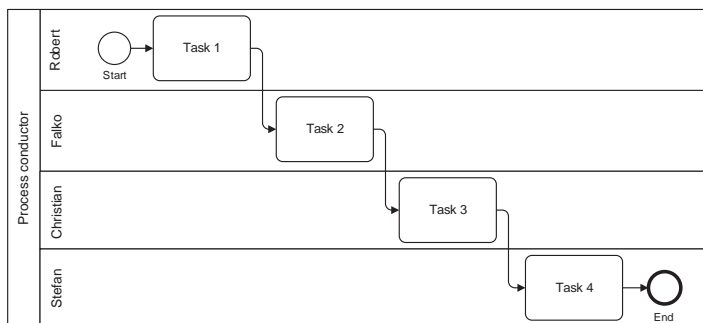 Process conductor
Robert
Start
Task 1
Falko
Task 2
Christian
Task 3
Stefan
Task 4
End